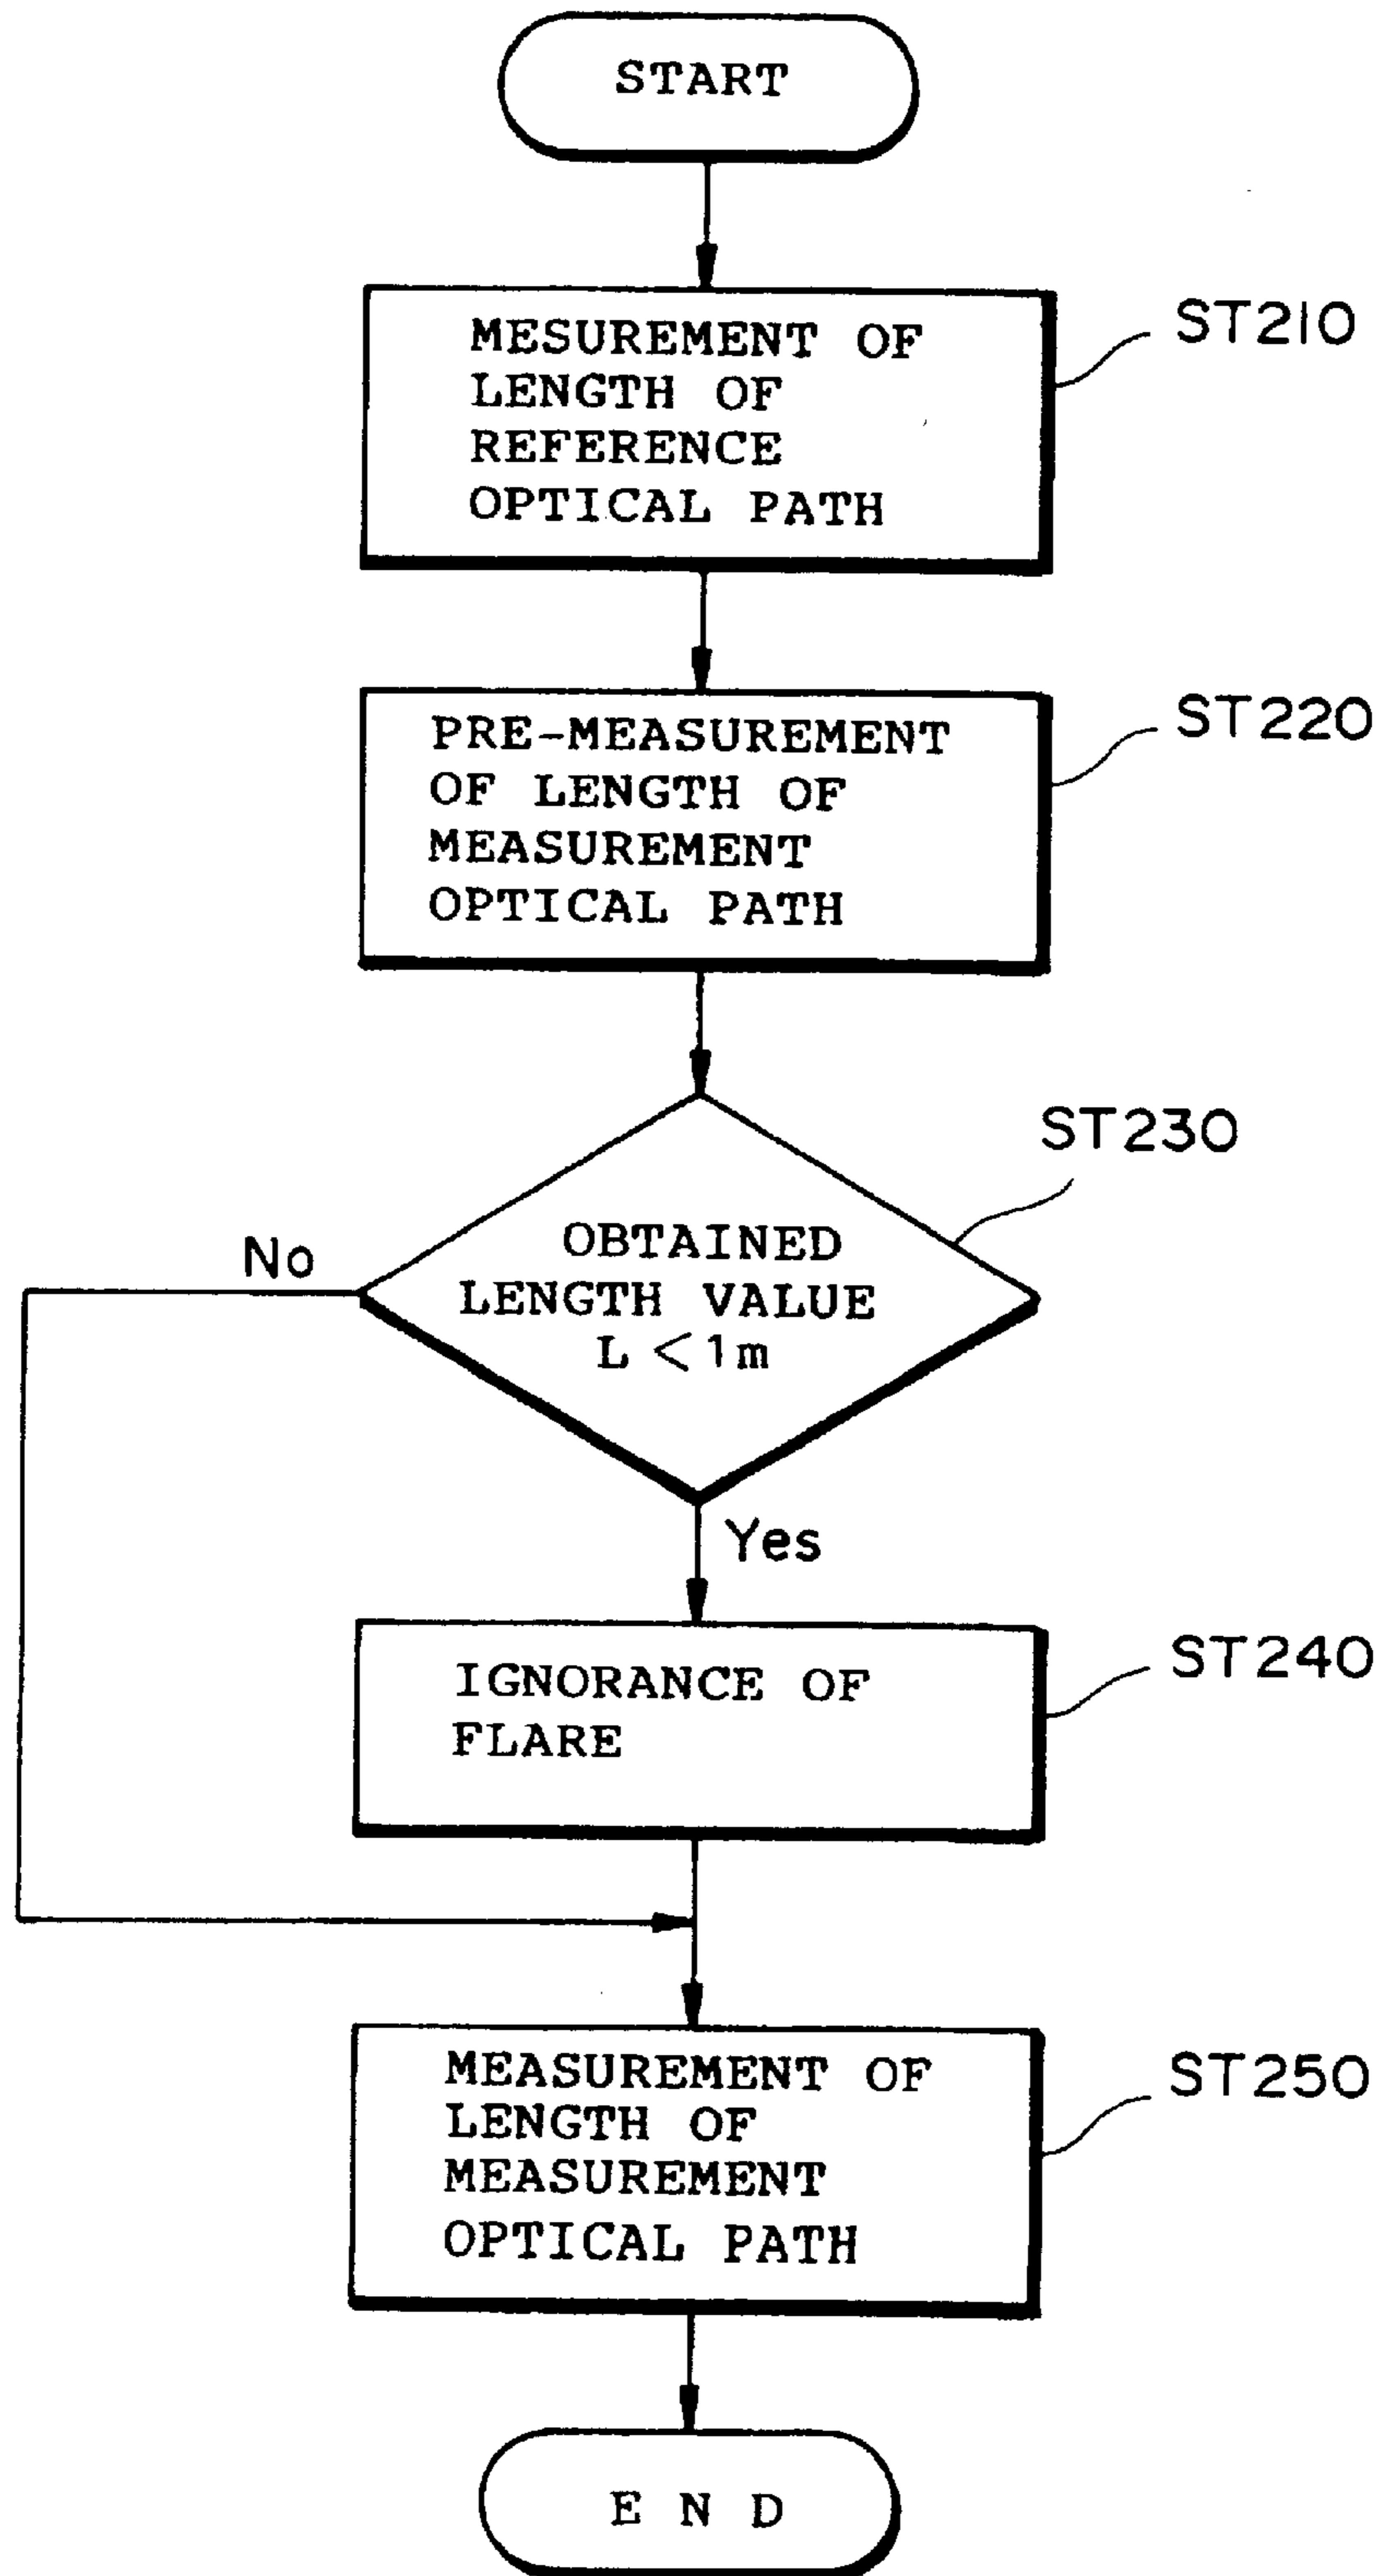 START
MESUREMENT OF
LENGTH OF
REFERENCE
OPTICAL PATH
ST210
PRE-MEASUREMENT
OF LENGTH OF
MEASUREMENT
OPTICAL PATH
ST220
ST230
OBTAINED
LENGTH VALUE
L < 1m
No
Yes
IGNORANCE OF
FLARE
ST240
MEASUREMENT OF
LENGTH OF
MEASUREMENT
OPTICAL PATH
ST250
E N D